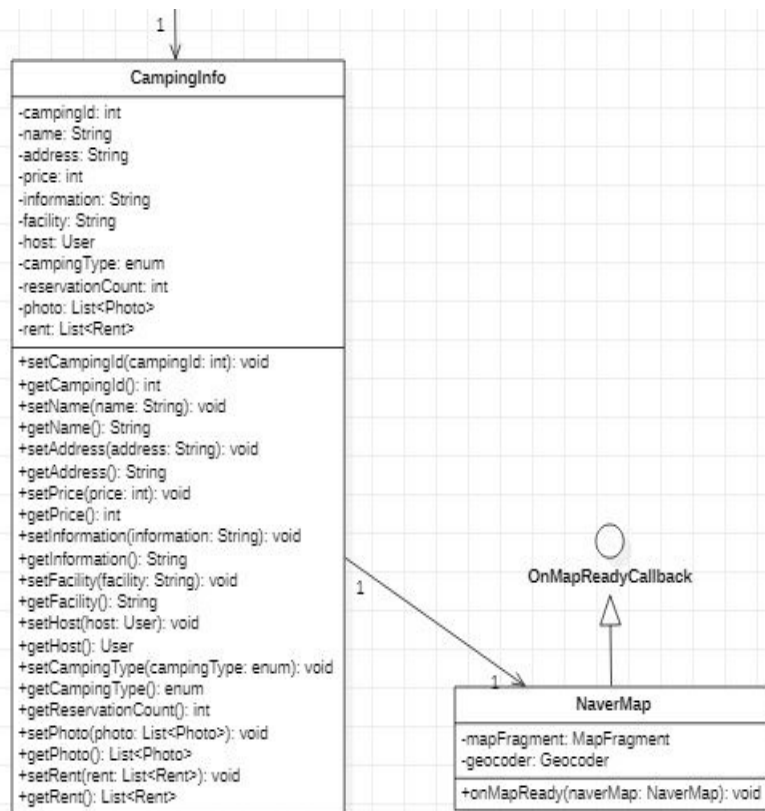 1
CampingInfo
-campingId: int
-name: String
-address: String
-price: int
-information: String
-facility: String
-host: User
-campingType: enum
-reservationCount: int
-photo: List<Photo>
-rent: List<Rent>
+setCampingId(campingId: int): void
+getCampingId(): int
+setName(name: String): void
+getName(): String
+setAddress(address: String): void
+getAddress(): String
+setPrice(price: int): void
+getPrice(): int
+setInformation(information: String): void
+getInformation(): String
+setFacility(facility: String): void
+getFacility(): String
+setHost(host: User): void
+getHost(): User
+setCampingType(campingType: enum): void
+getCampingType(): enum
+getReservationCount(): int
+setPhoto(photo: List<Photo>): void
+getPhoto(): List<Photo>
+setRent(rent: List<Rent>): void
+getRent(): List<Rent>
1
1
OnMapReadyCallback
NaverMap
-mapFragment: MapFragment
-geocoder: Geocoder
+onMapReady(naverMap: NaverMap): void